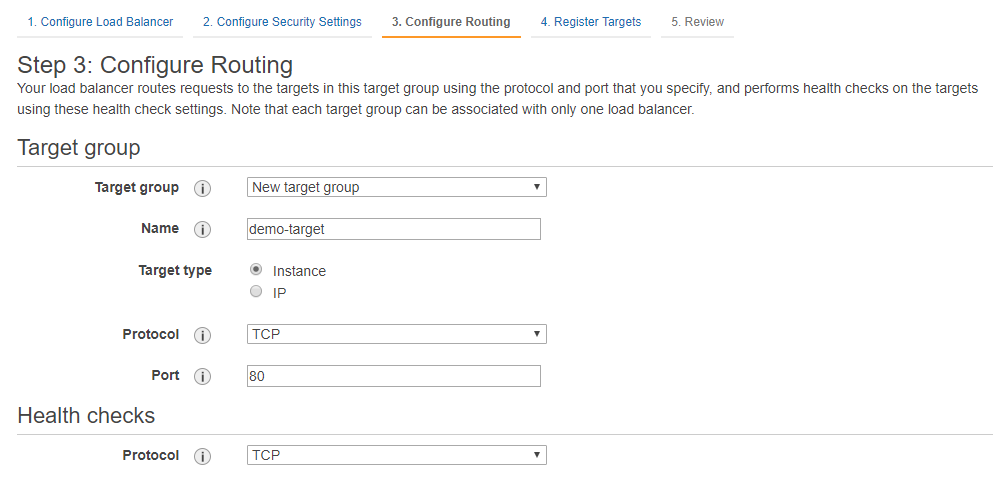 1. Configure Load Balancer 2. Configure Security Settings 3. Configure Routing 4. Register Targets 5. Review
Step 3: Configure Routing
Your load balancer routes requests to the targets in this target group using the protocol and port that you specify, and performs health checks on the targets
using these health check settings. Note that each target group can be associated with only one load balancer.
Target group
Target group i New target group
Name i demo-target
Target type Instance
IP
Protocol i TCP
Port i 80
Health checks
Protocol i TCP